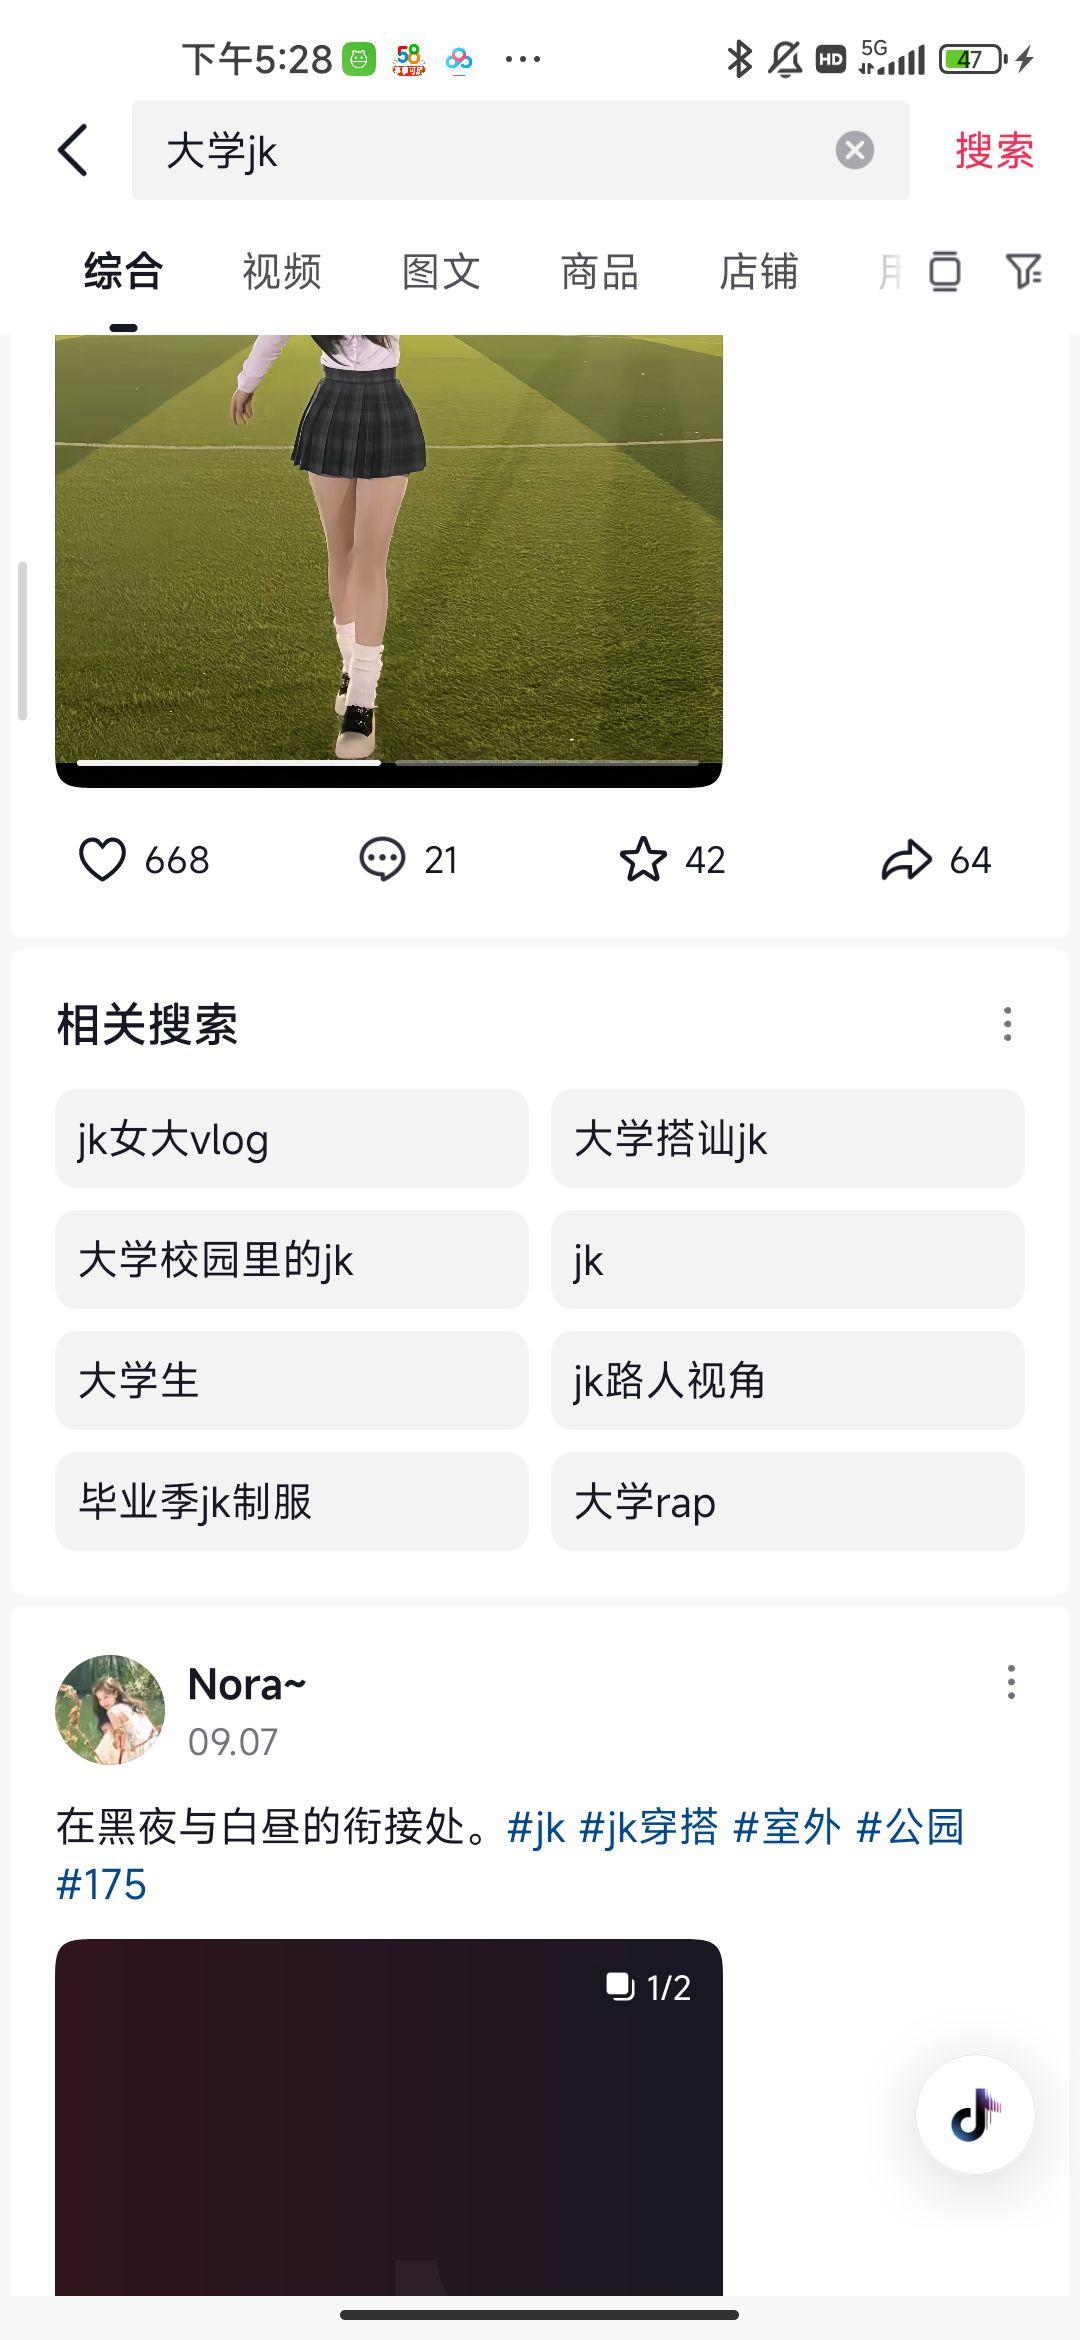 下午5:28
58
HD
5G
47
大学jk
搜索
综合 视频 图文 商品 店铺
668 21 42 64
相关搜索
jk女大vlog 大学搭讪jk
大学校园里的jk jk
大学生 jk路人视角
毕业季jk制服 大学rap
Nora~
09.07
在黑夜与白昼的衔接处。#jk #jk穿搭 #室外 #公园
#175
1/2